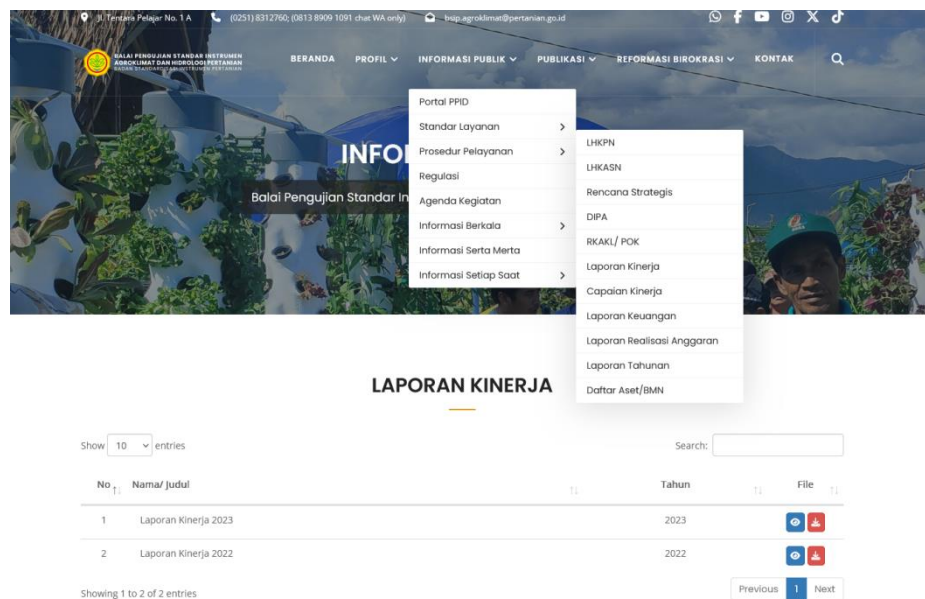 Jl. Tentara Pelajar No. 1 A (0251) 8312760; (0813 8909 1091 chat WA only) bsip.agroklimat@pertanian.go.id
BALAI PENGUJIAN STANDAR INSTRUMEN
AGROKLIMAT DAN HIDROLOGI PERTANIAN
BADAN STANDARDISASI INSTRUMEN PERTANIAN
BERANDA PROFIL INFORMASI PUBLIK PUBLIKASI REFORMASI BIROKRASI KONTAK
Portal PPID
Standar Layanan
Prosedur Pelayanan
Regulasi
Agenda Kegiatan
Informasi Berkala
Informasi Serta Merta
Informasi Setiap Saat
LHKPN
LHKASN
Rencana Strategis
DIPA
RKAKL/ POK
Laporan Kinerja
Capaian Kinerja
Laporan Keuangan
Laporan Realisasi Anggaran
Laporan Tahunan
Daftar Aset/BMN
INFO
Balai Pengujian Standar In
LAPORAN KINERJA
Show 10 entries Search:
No Nama/ Judul Tahun File
1 Laporan Kinerja 2023 2023
2 Laporan Kinerja 2022 2022
Showing 1 to 2 of 2 entries Previous 1 Next